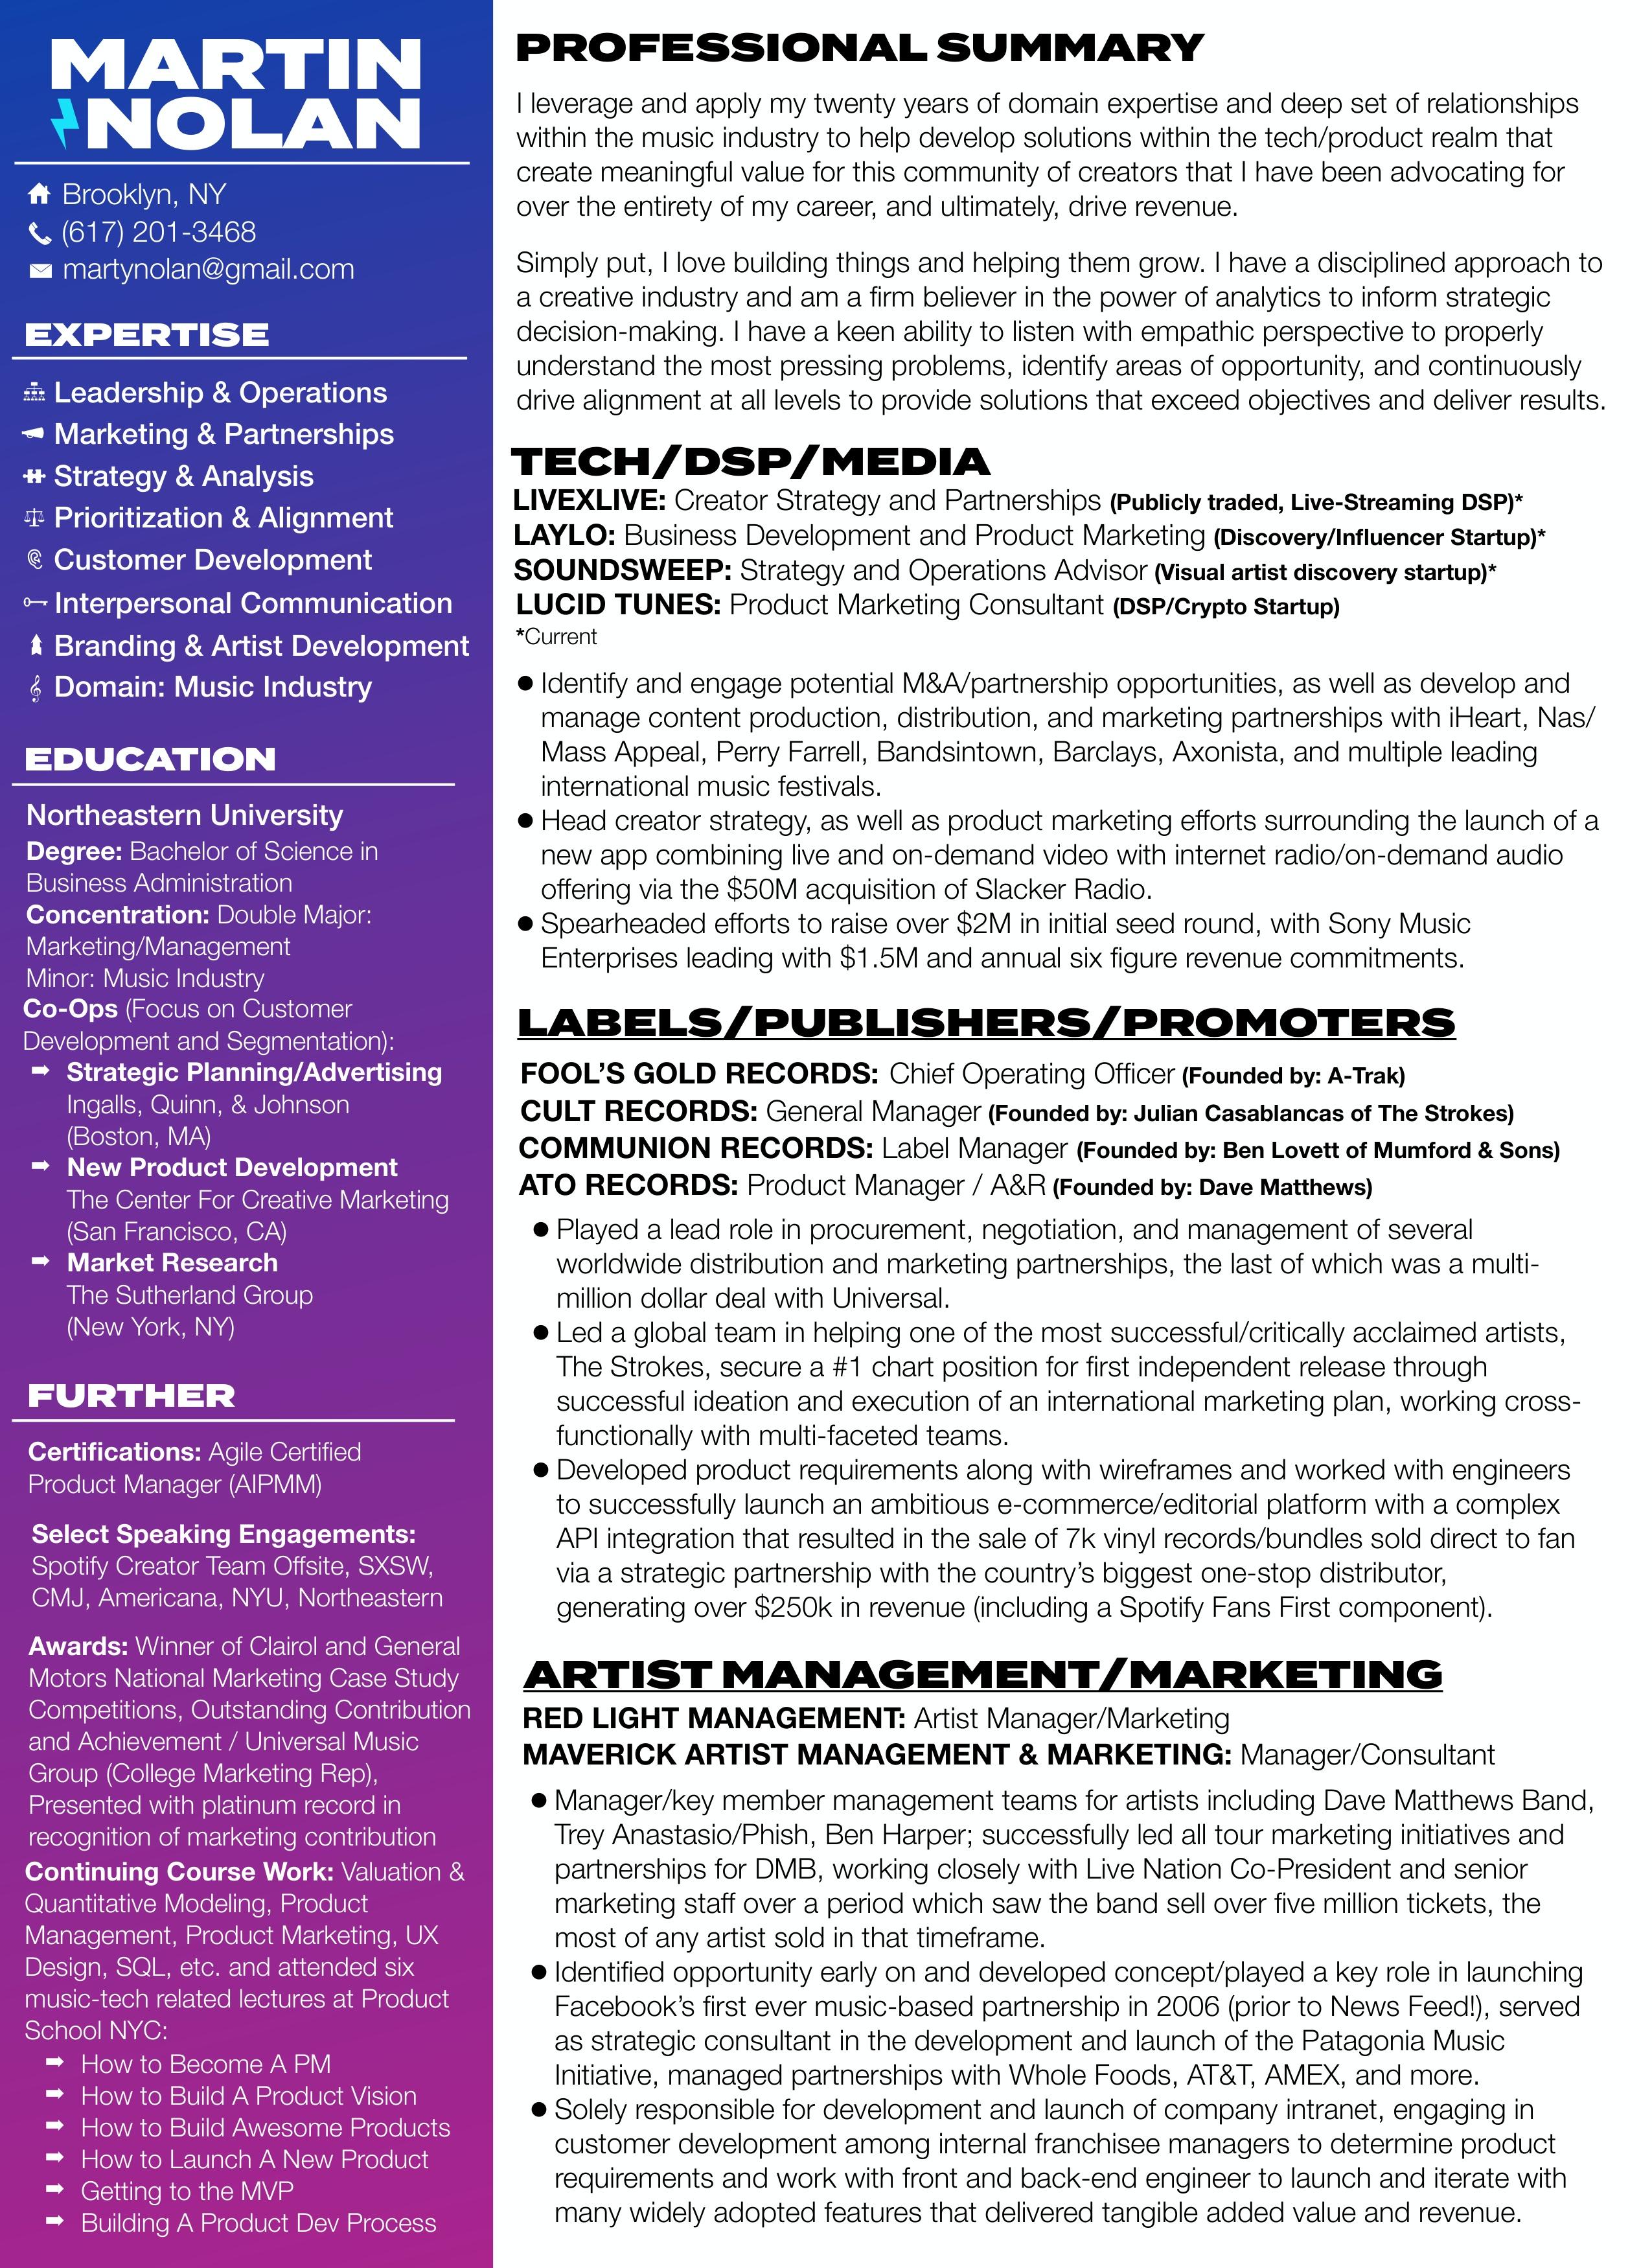 MARTIN
NOLAN
Brooklyn, NY
(617) 201-3468
martynolan@gmail.com
EXPERTISE
Leadership & Operations
Marketing & Partnerships
Strategy & Analysis
Prioritization & Alignment
Customer Development
Interpersonal Communication
Branding & Artist Development
Domain: Music Industry
EDUCATION
Northeastern University
Degree: Bachelor of Science in
Business Administration
Concentration: Double Major:
Marketing/Management
Minor: Music Industry
Co-Ops (Focus on Customer
Development and Segmentation):
➡ Strategic Planning/Advertising
Ingalls, Quinn, & Johnson
(Boston, MA)
➡ New Product Development
The Center For Creative Marketing
(San Francisco, CA)
➡ Market Research
The Sutherland Group
(New York, NY)
FURTHER
Certifications: Agile Certified
Product Manager (AIPMM)
Select Speaking Engagements:
Spotify Creator Team Offsite, SXSW,
CMJ, Americana, NYU, Northeastern
Awards: Winner of Clairol and General
Motors National Marketing Case Study
Competitions, Outstanding Contribution
and Achievement / Universal Music
Group (College Marketing Rep),
Presented with platinum record in
recognition of marketing contribution
Continuing Course Work: Valuation &
Quantitative Modeling, Product
Management, Product Marketing, UX
Design, SQL, etc. and attended six
music-tech related lectures at Product
School NYC:
➡ How to Become A PM
➡ How to Build A Product Vision
➡ How to Build Awesome Products
➡ How to Launch A New Product
➡ Getting to the MVP
➡ Building A Product Dev Process
PROFESSIONAL SUMMARY
I leverage and apply my twenty years of domain expertise and deep set of relationships
within the music industry to help develop solutions within the tech/product realm that
create meaningful value for this community of creators that I have been advocating for
over the entirety of my career, and ultimately, drive revenue.
Simply put, I love building things and helping them grow. I have a disciplined approach to
a creative industry and am a firm believer in the power of analytics to inform strategic
decision-making. I have a keen ability to listen with empathic perspective to properly
understand the most pressing problems, identify areas of opportunity, and continuously
drive alignment at all levels to provide solutions that exceed objectives and deliver results.
TECH/DSP/MEDIA
LIVEXLIVE: Creator Strategy and Partnerships (Publicly traded, Live-Streaming DSP)*
LAYLO: Business Development and Product Marketing (Discovery/Influencer Startup)*
SOUNDSWEEP: Strategy and Operations Advisor (Visual artist discovery startup)*
LUCID TUNES: Product Marketing Consultant (DSP/Crypto Startup)
*Current
● Identify and engage potential M&A/partnership opportunities, as well as develop and
manage content production, distribution, and marketing partnerships with iHeart, Nas/
Mass Appeal, Perry Farrell, Bandsintown, Barclays, Axonista, and multiple leading
international music festivals.
● Head creator strategy, as well as product marketing efforts surrounding the launch of a
new app combining live and on-demand video with internet radio/on-demand audio
offering via the $50M acquisition of Slacker Radio.
● Spearheaded efforts to raise over $2M in initial seed round, with Sony Music
Enterprises leading with $1.5M and annual six figure revenue commitments.
LABELS/PUBLISHERS/PROMOTERS
FOOL'S GOLD RECORDS: Chief Operating Officer (Founded by: A-Trak)
CULT RECORDS: General Manager (Founded by: Julian Casablancas of The Strokes)
COMMUNION RECORDS: Label Manager (Founded by: Ben Lovett of Mumford & Sons)
ATO RECORDS: Product Manager / A&R (Founded by: Dave Matthews)
● Played a lead role in procurement, negotiation, and management of several
worldwide distribution and marketing partnerships, the last of which was a multi-
million dollar deal with Universal.
● Led a global team in helping one of the most successful/critically acclaimed artists,
The Strokes, secure a #1 chart position for first independent release through
successful ideation and execution of an international marketing plan, working cross-
functionally with multi-faceted teams.
● Developed product requirements along with wireframes and worked with engineers
to successfully launch an ambitious e-commerce/editorial platform with a complex
API integration that resulted in the sale of 7k vinyl records/bundles sold direct to fan
via a strategic partnership with the country's biggest one-stop distributor,
generating over $250k in revenue (including a Spotify Fans First component).
ARTIST MANAGEMENT/MARKETING
RED LIGHT MANAGEMENT: Artist Manager/Marketing
MAVERICK ARTIST MANAGEMENT & MARKETING: Manager/Consultant
● Manager/key member management teams for artists including Dave Matthews Band,
Trey Anastasio/Phish, Ben Harper; successfully led all tour marketing initiatives and
partnerships for DMB, working closely with Live Nation Co-President and senior
marketing staff over a period which saw the band sell over five million tickets, the
most of any artist sold in that timeframe.
● Identified opportunity early on and developed concept/played a key role in launching
Facebook's first ever music-based partnership in 2006 (prior to News Feed!), served
as strategic consultant in the development and launch of the Patagonia Music
Initiative, managed partnerships with Whole Foods, AT&T, AMEX, and more.
● Solely responsible for development and launch of company intranet, engaging in
customer development among internal franchisee managers to determine product
requirements and work with front and back-end engineer to launch and iterate with
many widely adopted features that delivered tangible added value and revenue.